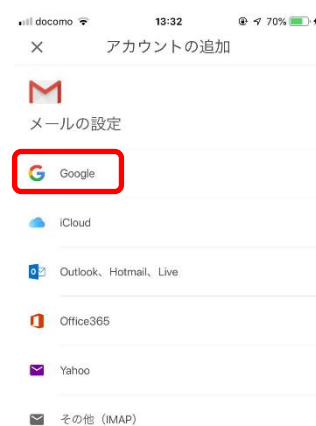 docomo 13:32 70%
× アカウントの追加
メールの設定
Google
iCloud
Outlook、Hotmail、Live
Office365
Yahoo
その他（IMAP）